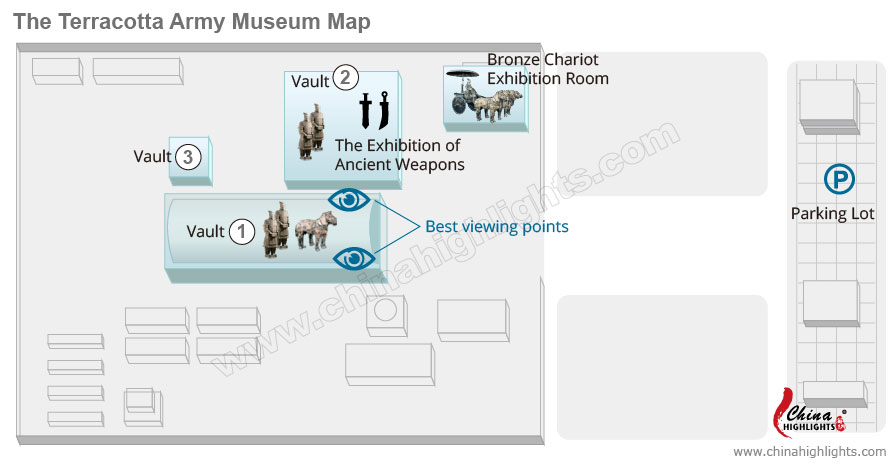 The Terracotta Army Museum Map
Bronze Chariot
Exhibition Room
Vault 2
The Exhibition of
Ancient Weapons
Vault 3
P
Parking Lot
Vault 1
Best viewing points
www.chinahighlights.com
China
HIGHLIGHTS
www.chinahighlights.com